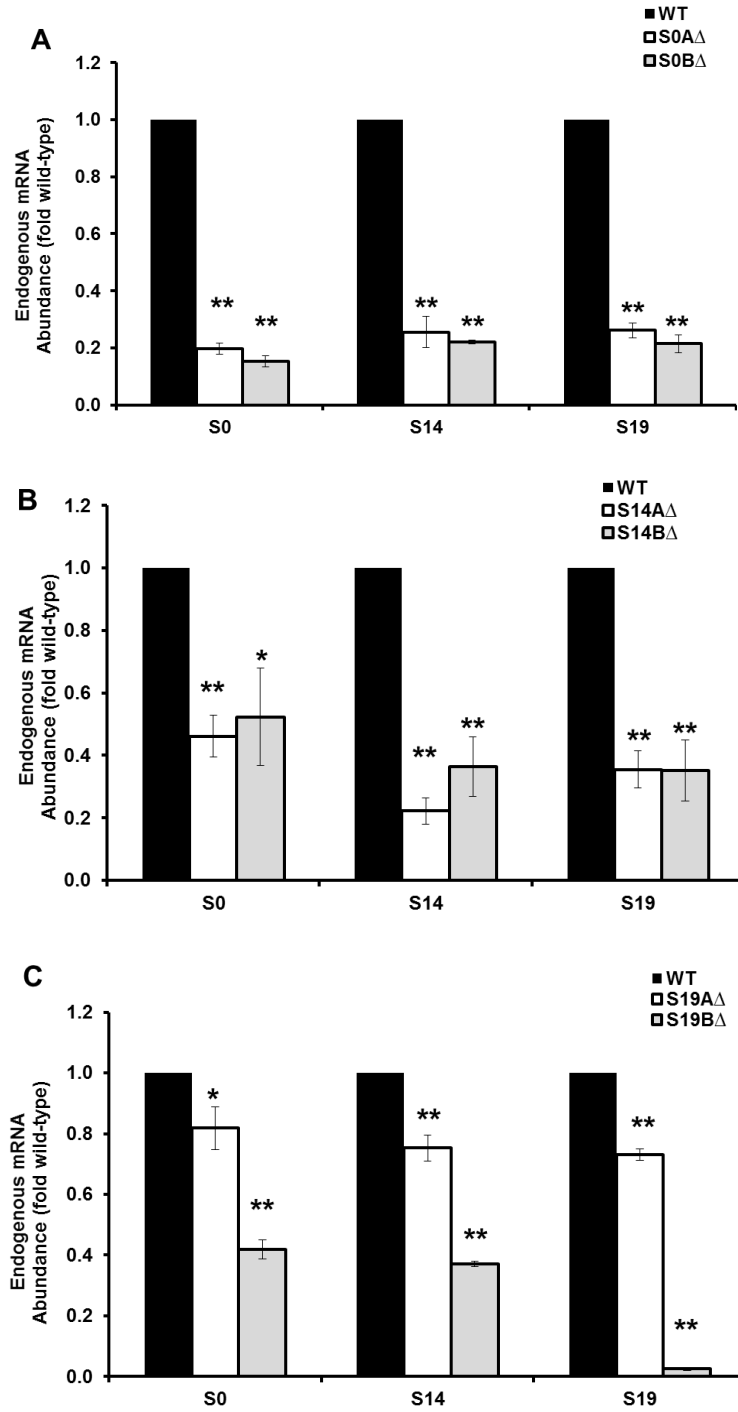 A
WT
S0AΔ
S0BΔ
Endogenous mRNA
Abundance (fold wild-type)
1.2
1.0
0.8
0.6
0.4
0.2
0.0
** ** ** ** ** **
S0 S14 S19
B
WT
S14AΔ
S14BΔ
Endogenous mRNA
Abundance (fold wild-type)
1.2
1.0
0.8
0.6
0.4
0.2
0.0
** * ** ** ** **
S0 S14 S19
C
WT
S19AΔ
S19BΔ
Endogenous mRNA
Abundance (fold wild-type)
1.2
1.0
0.8
0.6
0.4
0.2
0.0
* ** ** ** ** **
S0 S14 S19